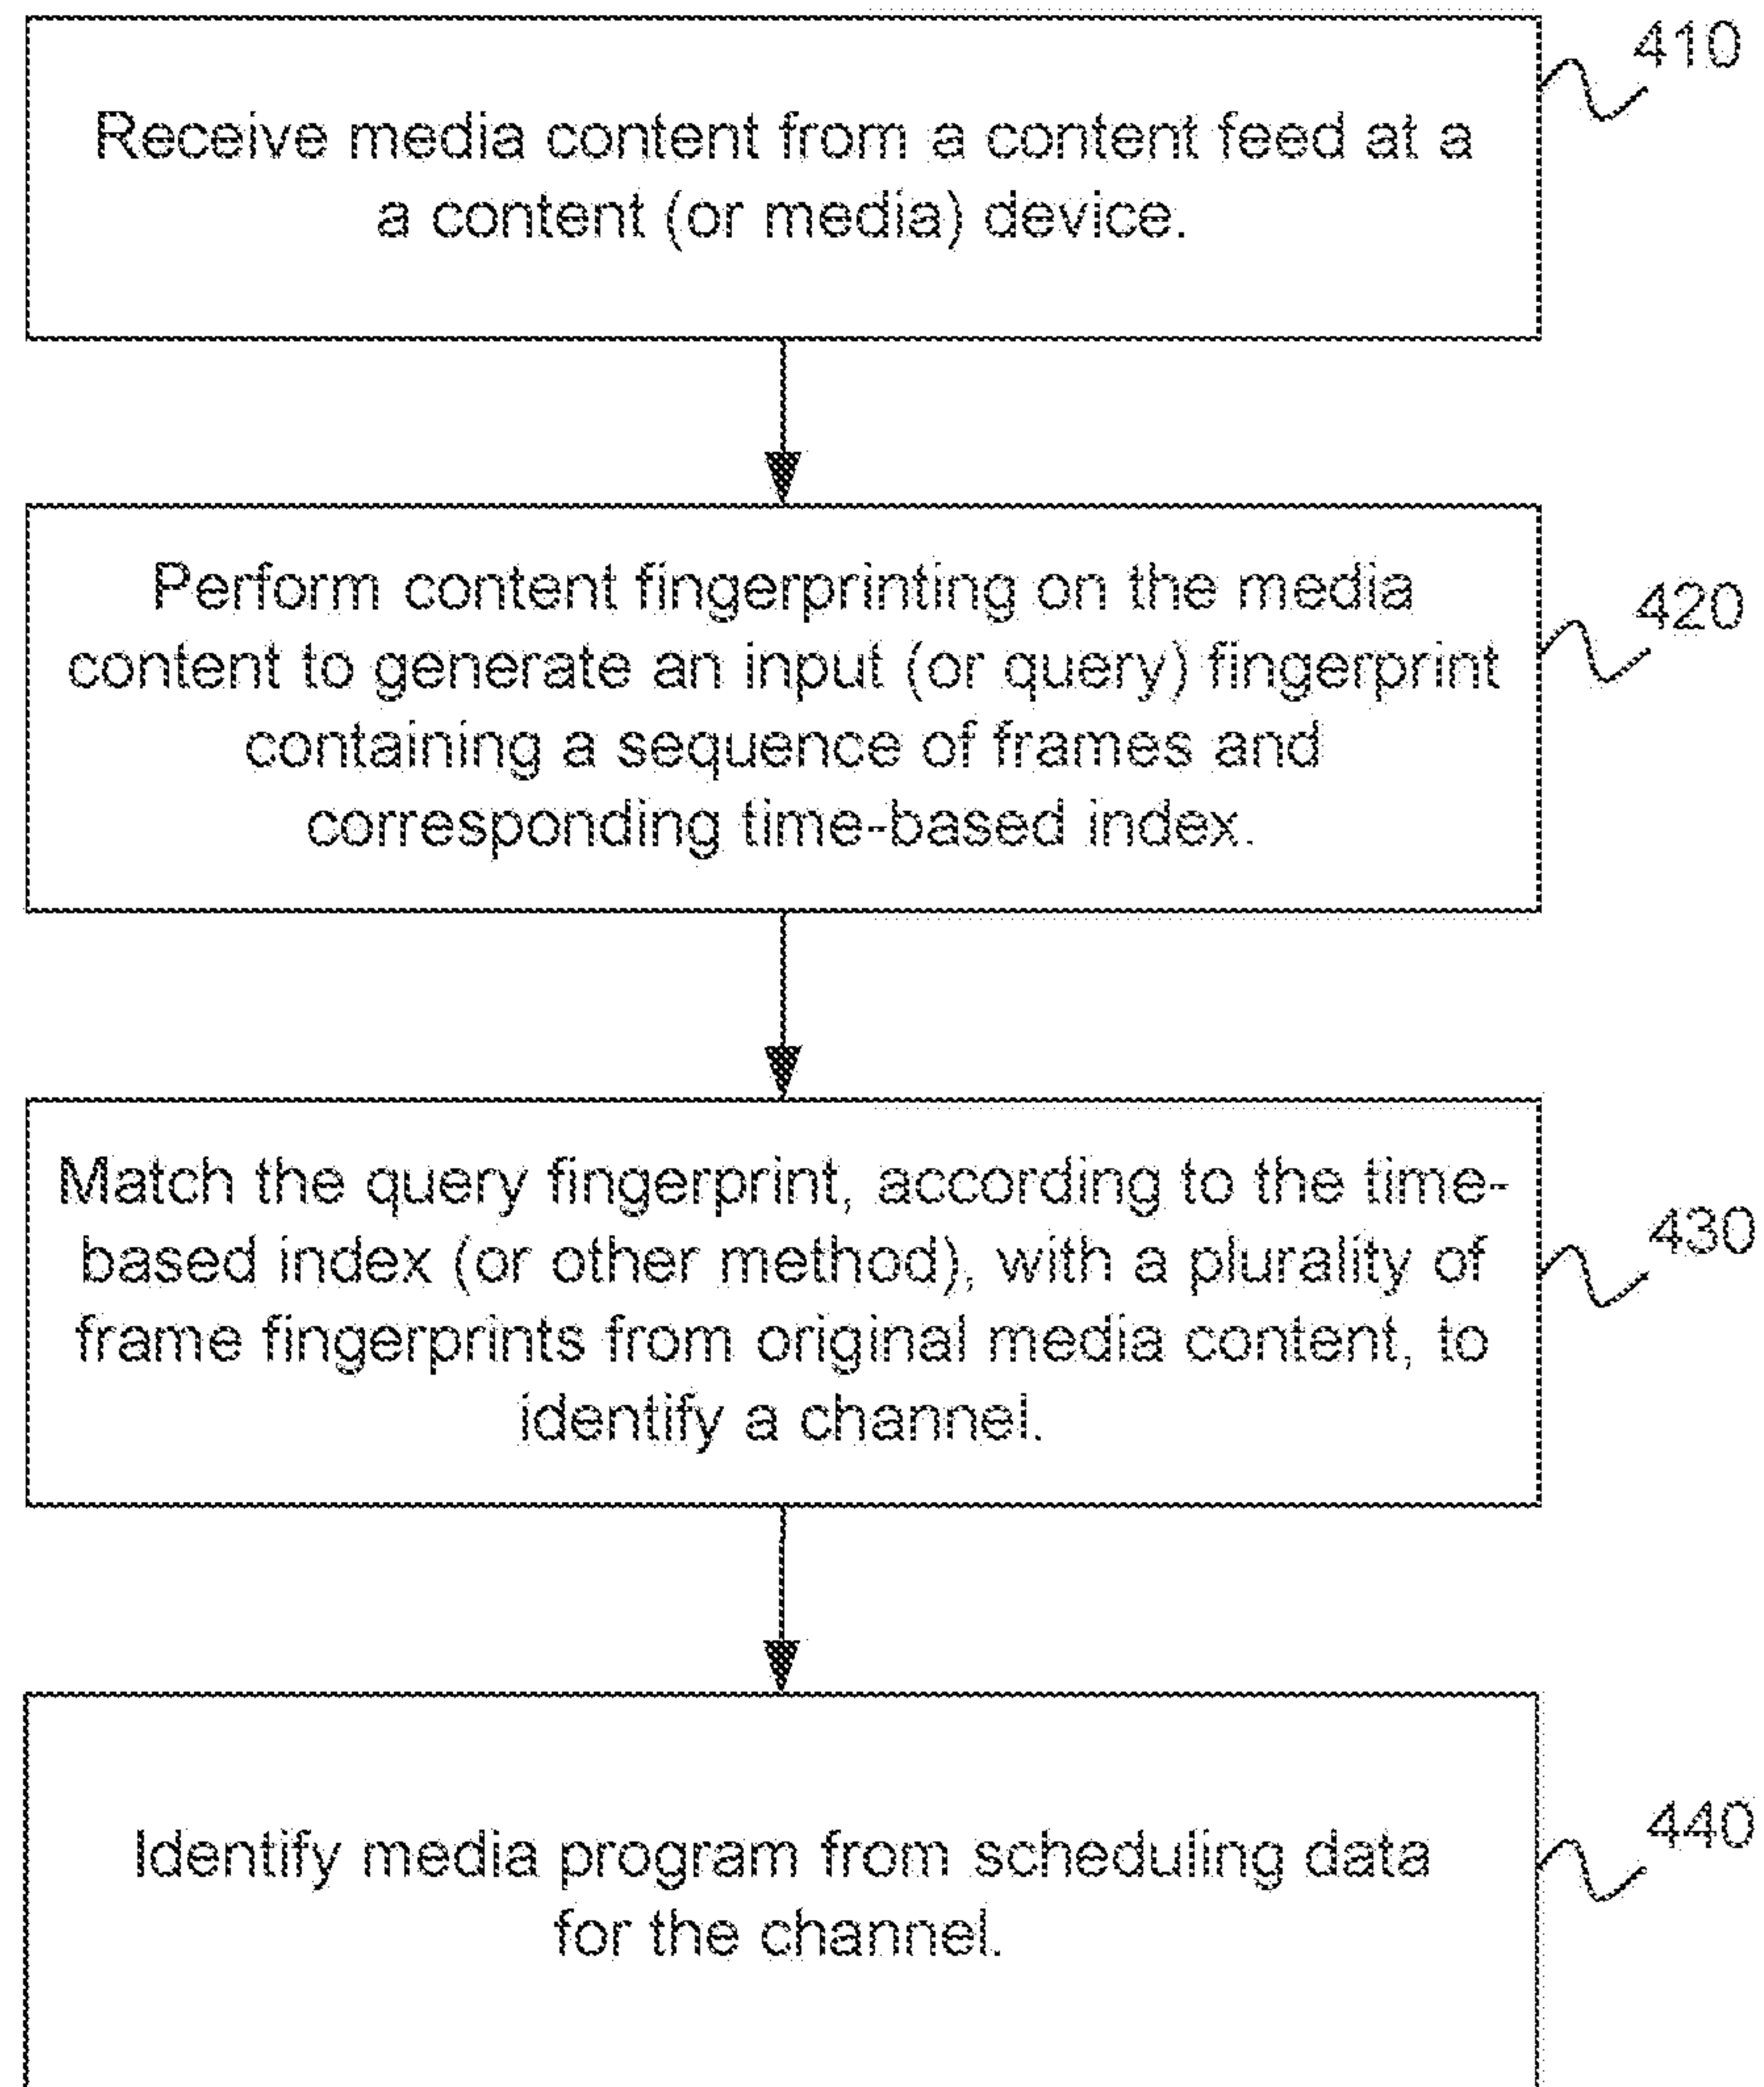 410
Receive media content from a content feed at a
a content (or media) device.
420
Perform content fingerprinting on the media
content to generate an input (or query) fingerprint
containing a sequence of frames and
corresponding time-based index.
430
Match the query fingerprint, according to the time-
based index (or other method), with a plurality of
frame fingerprints from original media content, to
identify a channel.
440
Identify media program from scheduling data
for the channel.